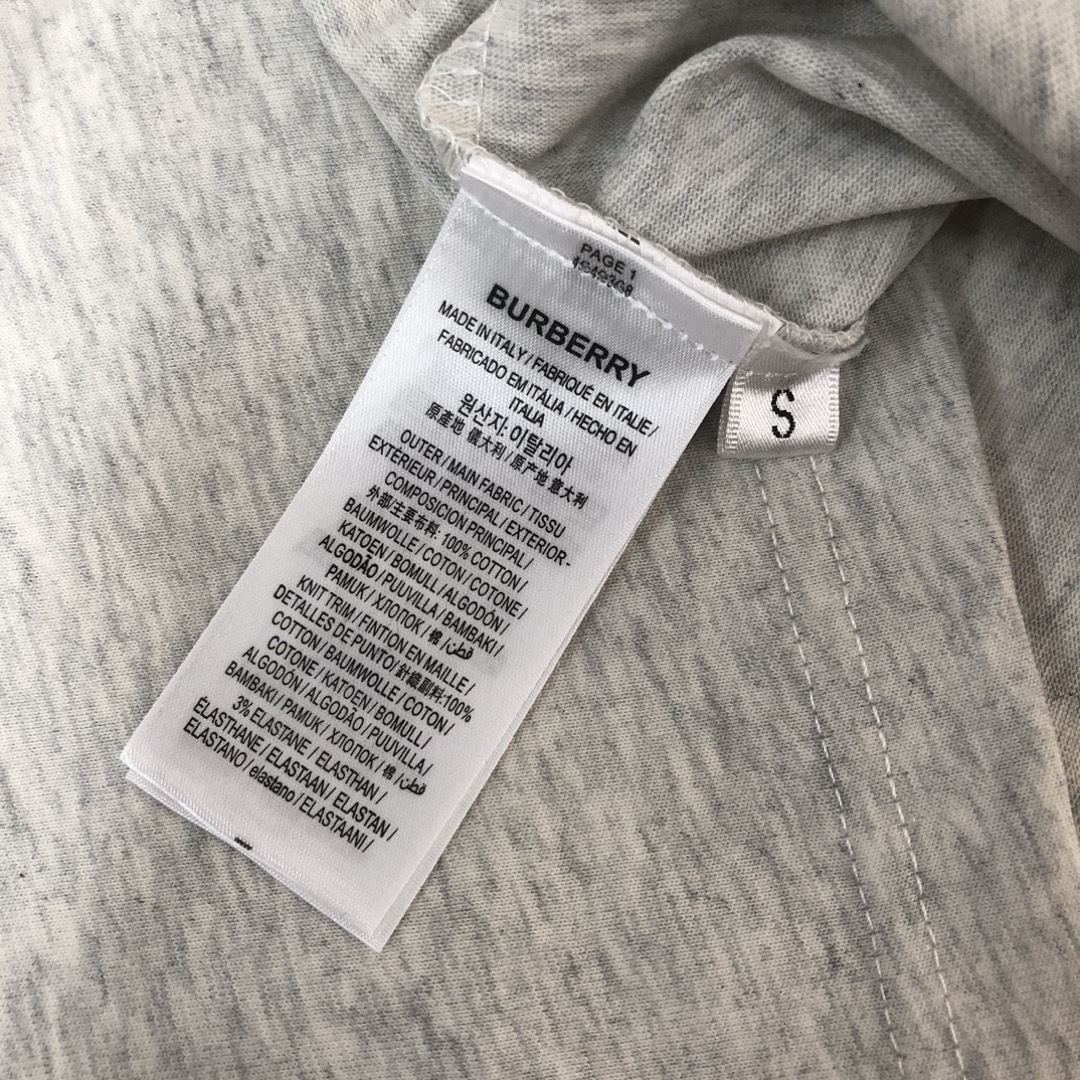 PAGE 1
BURBERRY
MADE IN ITALY / FABRIQUÉ EN ITALIE /
FABRICADO EM ITÁLIA / HECHO EN
ITALIA
원산지: 이탈리아
原產地 義大利 / 原产地 意大利
OUTER / MAIN FABRIC / TISSU
EXTÉRIEUR / PRINCIPAL / EXTERIOR -
COMPOSICION PRINCIPAL /
外部/主要布料: 100% COTTON /
BAUMWOLLE / COTON / COTONE /
KATOEN / BOMULL / ALGODÓN /
ALGODÃO / PUUVILLA / BAMBAKI /
PAMUK / ХЛОПОК / 棉 / قطن /
KNIT TRIM / FINTION EN MAILLE /
DETALLES DE PUNTO/ 針織副料:100%
COTTON / BAUMWOLLE / COTON /
COTONE / KATOEN / BOMULL /
ALGODÓN / ALGODÃO / PUUVILLA /
BAMBAKI / PAMUK / ХЛОПОК / 棉 / قطن /
3% ELASTANE / ELASTHAN /
ÉLASTHANE / ELASTAAN / ELASTAN /
ELASTANO / elastano / ELASTAANI /
S